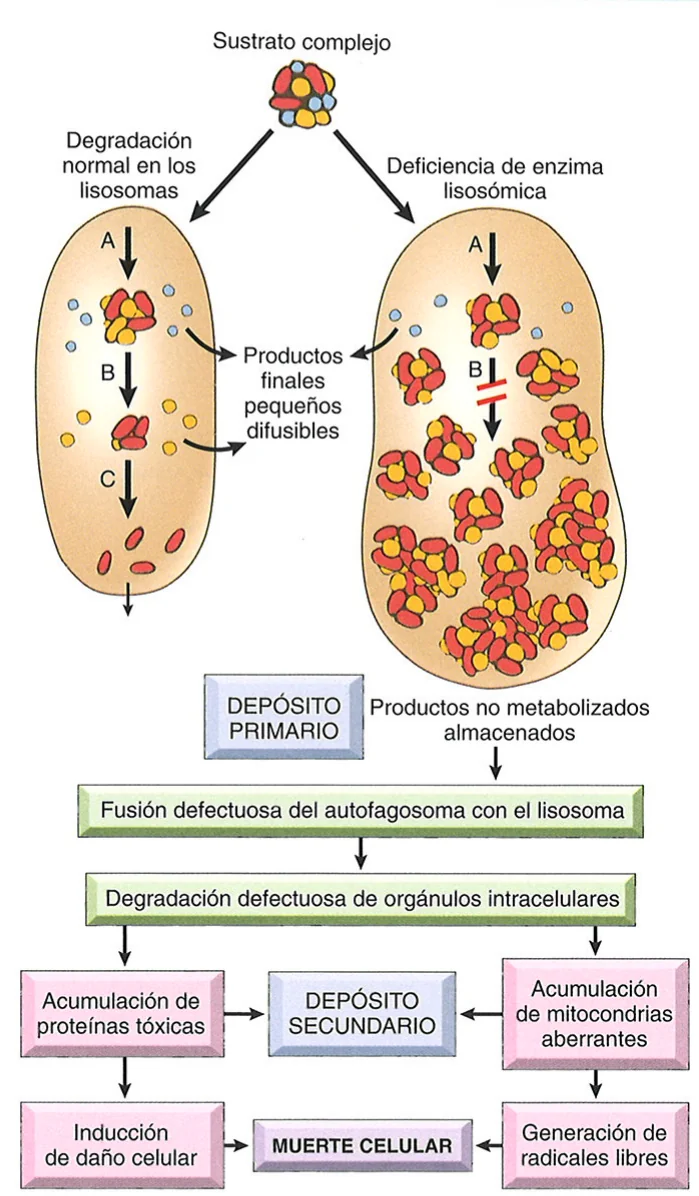 Sustrato complejo
Degradación
normal en los
lisosomas
Deficiencia de enzima
lisosómica
A
B
C
A
B
Productos
finales
pequeños
difusibles
DEPÓSITO
PRIMARIO
Productos no metabolizados
almacenados
Fusión defectuosa del autofagosoma con el lisosoma
Degradación defectuosa de orgánulos intracelulares
Acumulación de
proteínas tóxicas
DEPÓSITO
SECUNDARIO
Acumulación
de mitocondrias
aberrantes
Inducción
de daño celular
MUERTE CELULAR
Generación de
radicales libres